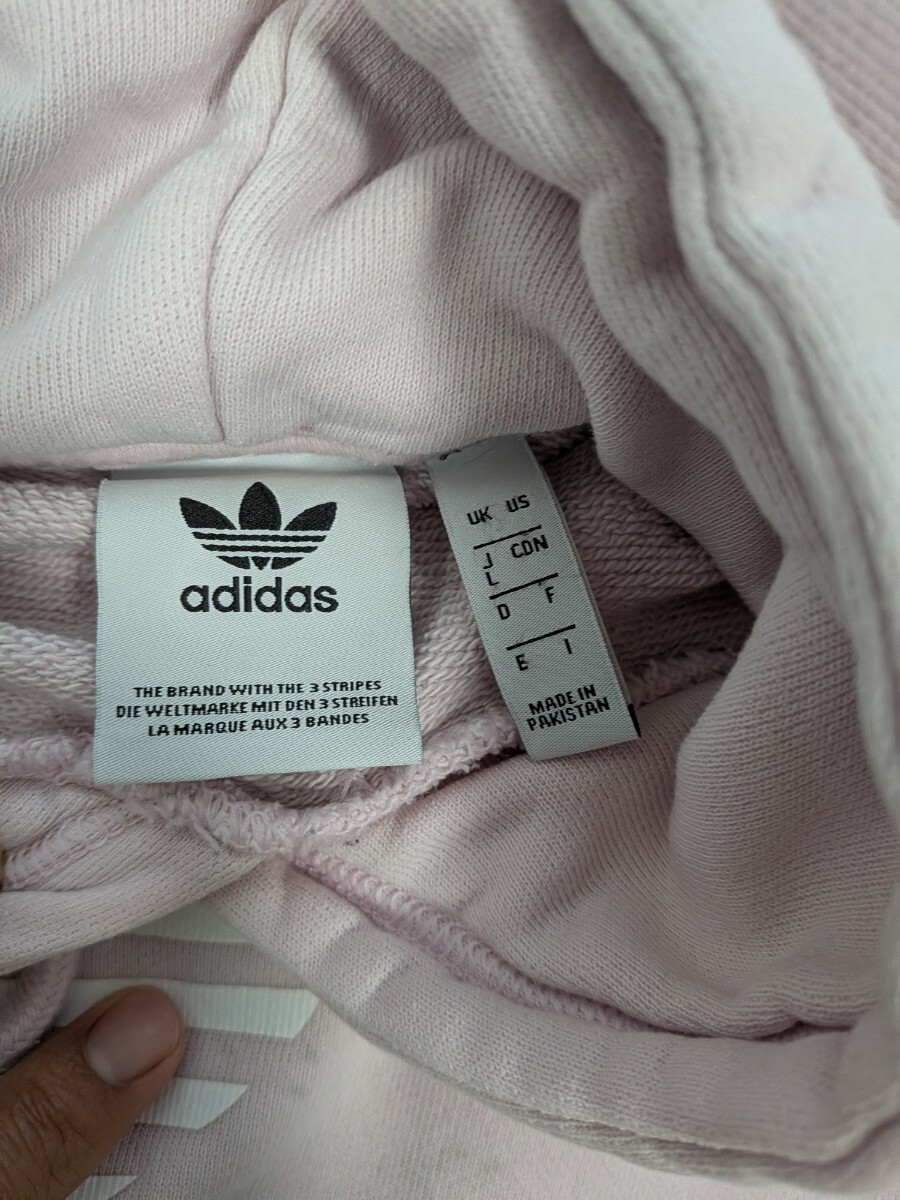 adidas
THE BRAND WITH THE 3 STRIPES
DIE WELTMARKE MIT DEN 3 STREIFEN
LA MARQUE AUX 3 BANDES
UK US
J CDN
L
D F
E I
MADE IN
PAKISTAN